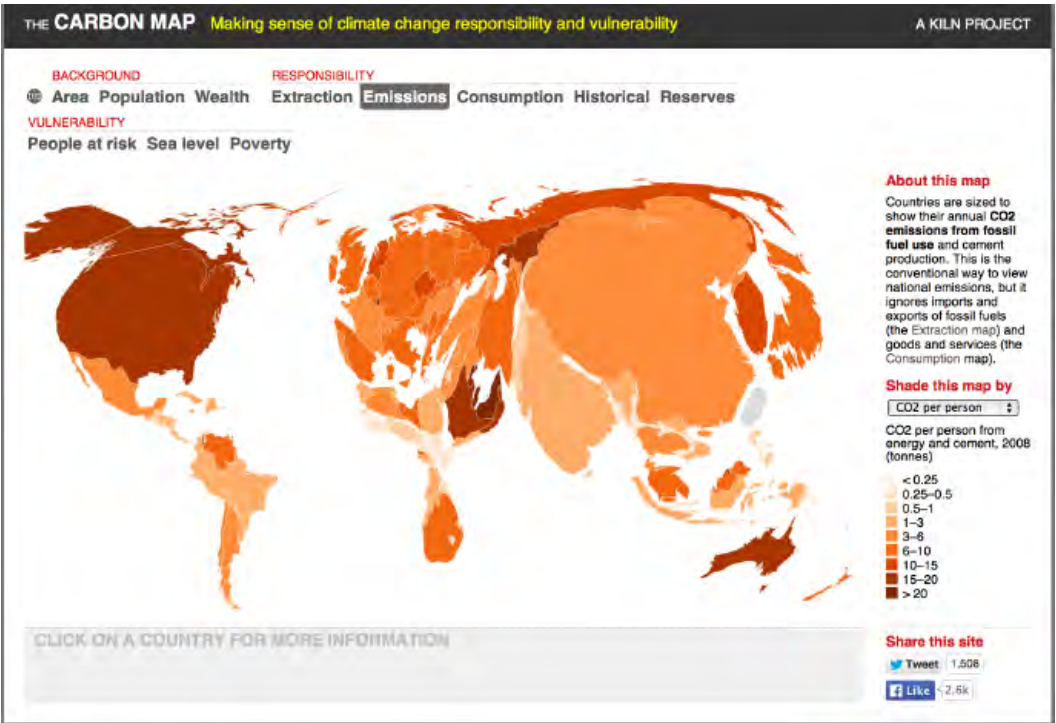 THE CARBON MAP Making sense of climate change responsibility and vulnerability A KILN PROJECT
BACKGROUND RESPONSIBILITY
Area Population Wealth Extraction Emissions Consumption Historical Reserves
VULNERABILITY
People at risk Sea level Poverty
About this map
Countries are sized to
show their annual CO2
emissions from fossil
fuel use and cement
production. This is the
conventional way to view
national emissions, but it
ignores imports and
exports of fossil fuels
(the Extraction map) and
goods and services (the
Consumption map).
Shade this map by
CO2 per person
CO2 per person from
energy and cement, 2008
(tonnes)
< 0.25
0.25–0.5
0.5–1
1–3
3–6
6–10
10–15
15–20
> 20
CLICK ON A COUNTRY FOR MORE INFORMATION
Share this site
Tweet 1,508
Like 2.6k